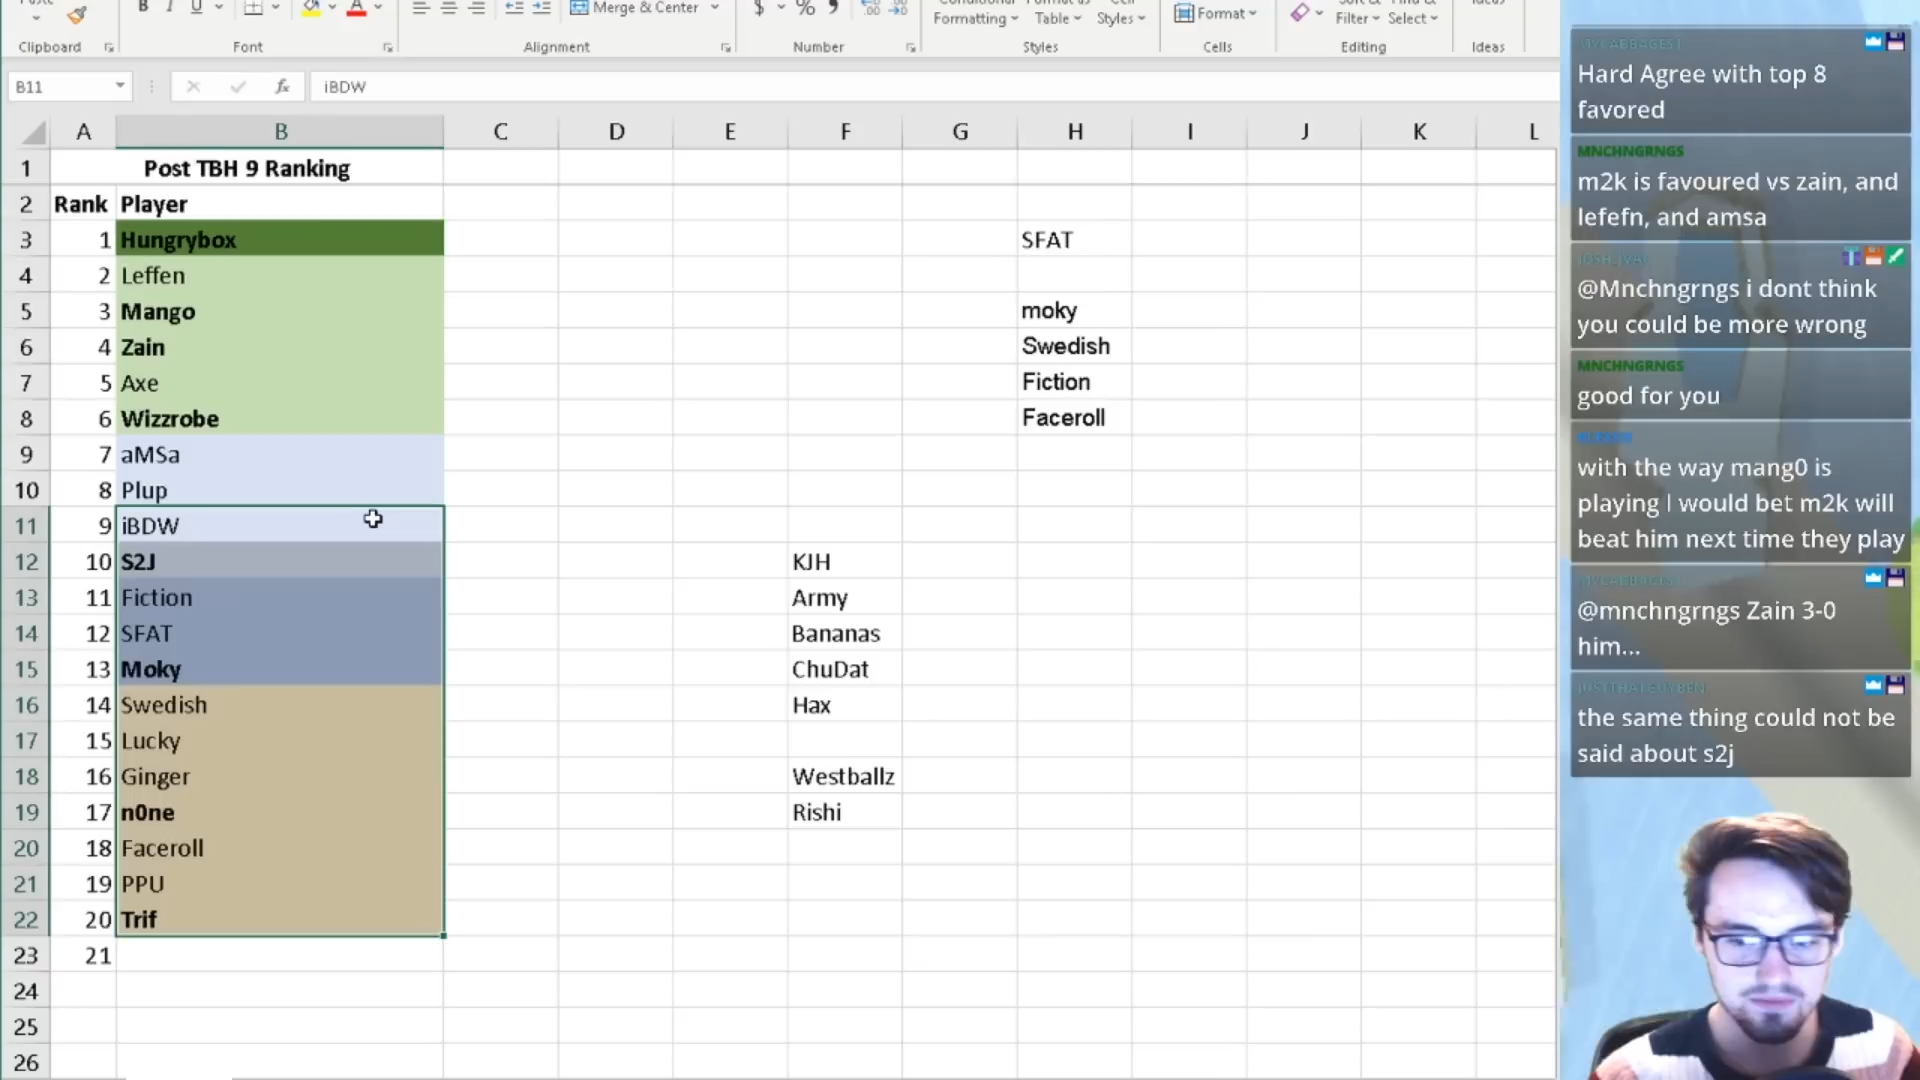 Clipboard
Font
Alignment
Number
Styles
Cells
Editing
Ideas
B
I
U
A
Merge & Center
$
%
Formatting
Table
Styles
Format
Filter
Select
B11
fx
iBDW
A B C D E F G H I J K L
1 Post TBH 9 Ranking
2 Rank Player
3 1 Hungrybox SFAT
4 2 Leffen
5 3 Mango moky
6 4 Zain Swedish
7 5 Axe Fiction
8 6 Wizzrobe Faceroll
9 7 aMSa
10 8 Plup
11 9 iBDW
12 10 S2J KJH
13 11 Fiction Army
14 12 SFAT Bananas
15 13 Moky ChuDat
16 14 Swedish Hax
17 15 Lucky
18 16 Ginger Westballz
19 17 n0ne Rishi
20 18 Faceroll
21 19 PPU
22 20 Trif
23 21
24
25
26
Hard Agree with top 8
favored
MNCHNGRNGS
m2k is favoured vs zain, and
lefefn, and amsa
@Mnchngrngs i dont think
you could be more wrong
MNCHNGRNGS
good for you
with the way mang0 is
playing I would bet m2k will
beat him next time they play
@mnchngrngs Zain 3-0
him...
JUSTTHATGUYBEN
the same thing could not be
said about s2j